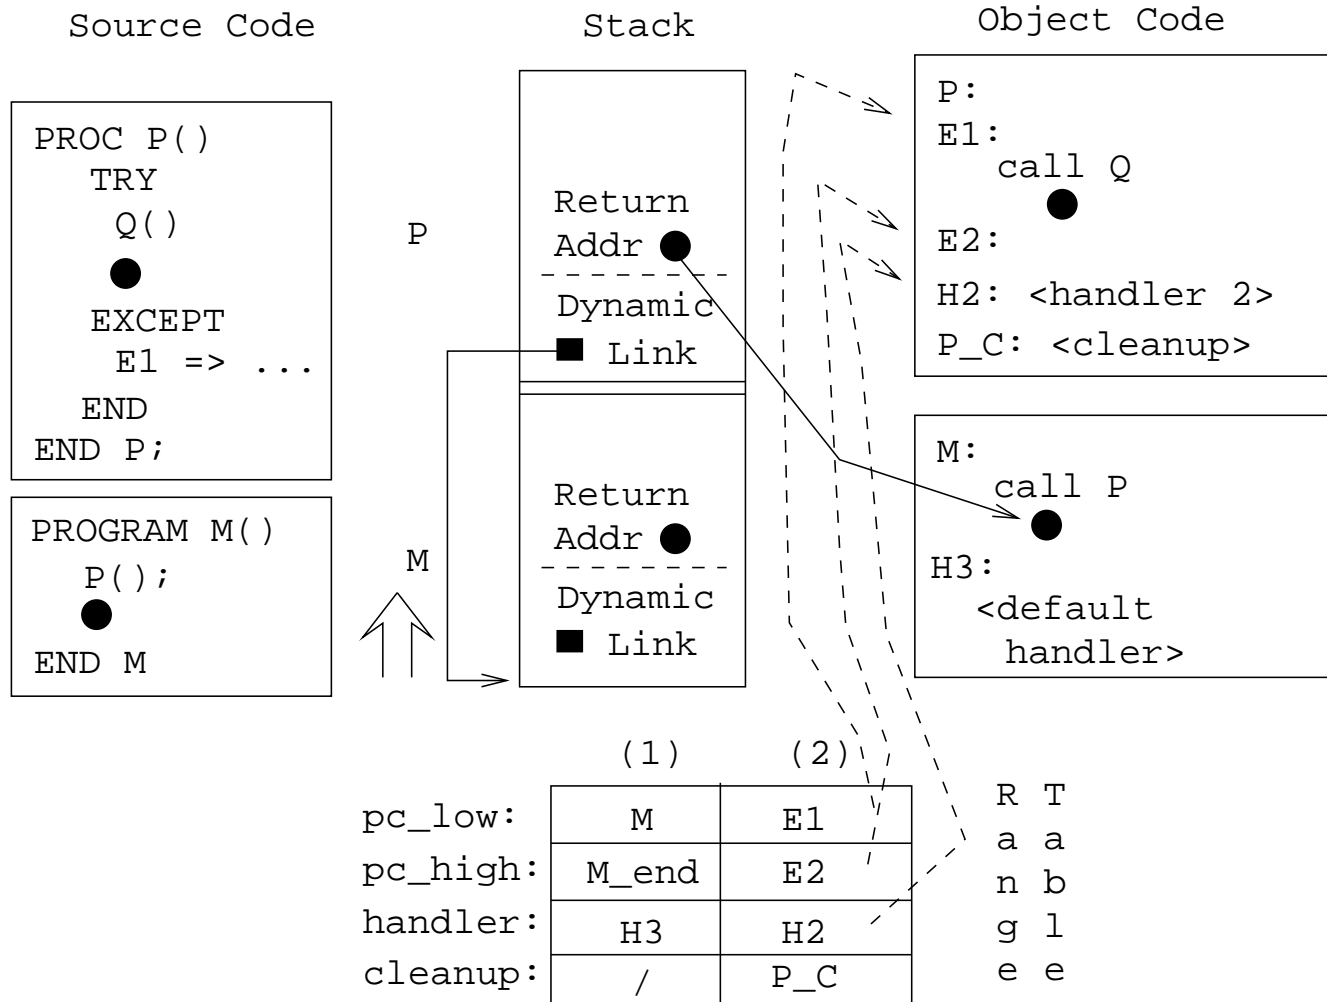 Source Code
Stack
Object Code
PROC P()
TRY
Q()
EXCEPT
E1 => ...
END
END P;
PROGRAM M()
P();
END M
P
M
Return
Addr
Dynamic
Link
Return
Addr
Dynamic
Link
P:
E1:
call Q
E2:
H2: <handler 2>
P_C: <cleanup>
M:
call P
H3:
<default
handler>
(1) (2)
pc_low: M E1
pc_high: M_end E2
handler: H3 H2
cleanup: / P_C
Range
Table